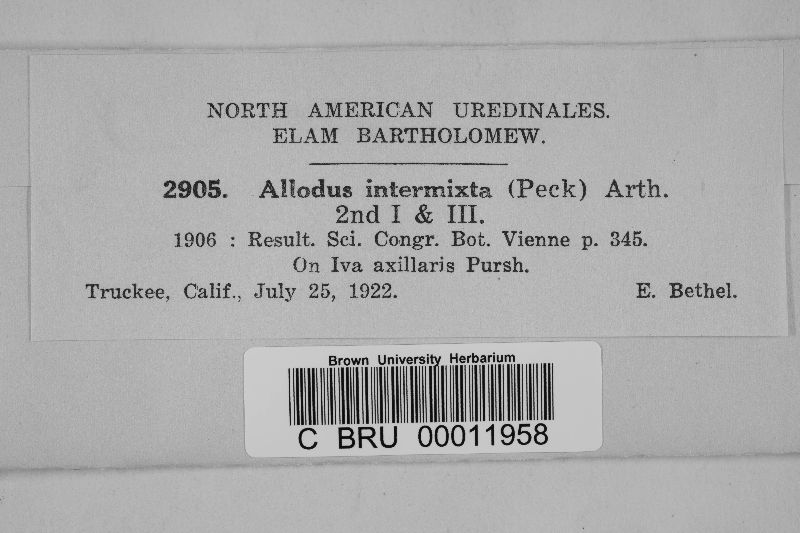 NORTH AMERICAN UREDINALES.
ELAM BARTHOLOMEW.
2905. Allodus intermixta (Peck) Arth.
2nd I & III.
1906 : Result. Sci. Congr. Bot. Vienne p. 345.
On Iva axillaris Pursh.
Truckee, Calif., July 25, 1922. E. Bethel.
Brown University Herbarium
C BRU 00011958